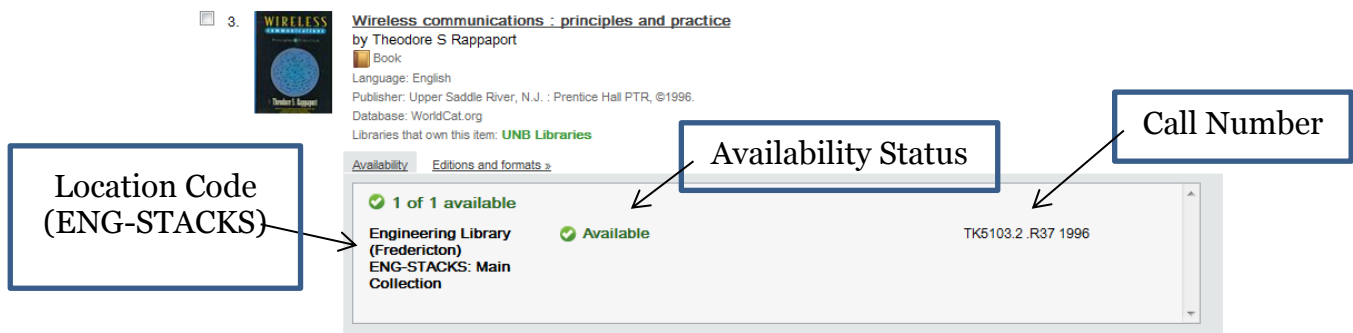 3.
WIRELESS
communications
Theodore S. Rappaport
Wireless communications : principles and practice
by Theodore S Rappaport
Book
Language: English
Publisher: Upper Saddle River, N.J. : Prentice Hall PTR, ©1996.
Database: WorldCat.org
Libraries that own this item: UNB Libraries
Availability Editions and formats »
Location Code
(ENG-STACKS)
Availability Status
Call Number
1 of 1 available
Engineering Library
(Fredericton)
ENG-STACKS: Main
Collection
Available
TK5103.2 .R37 1996